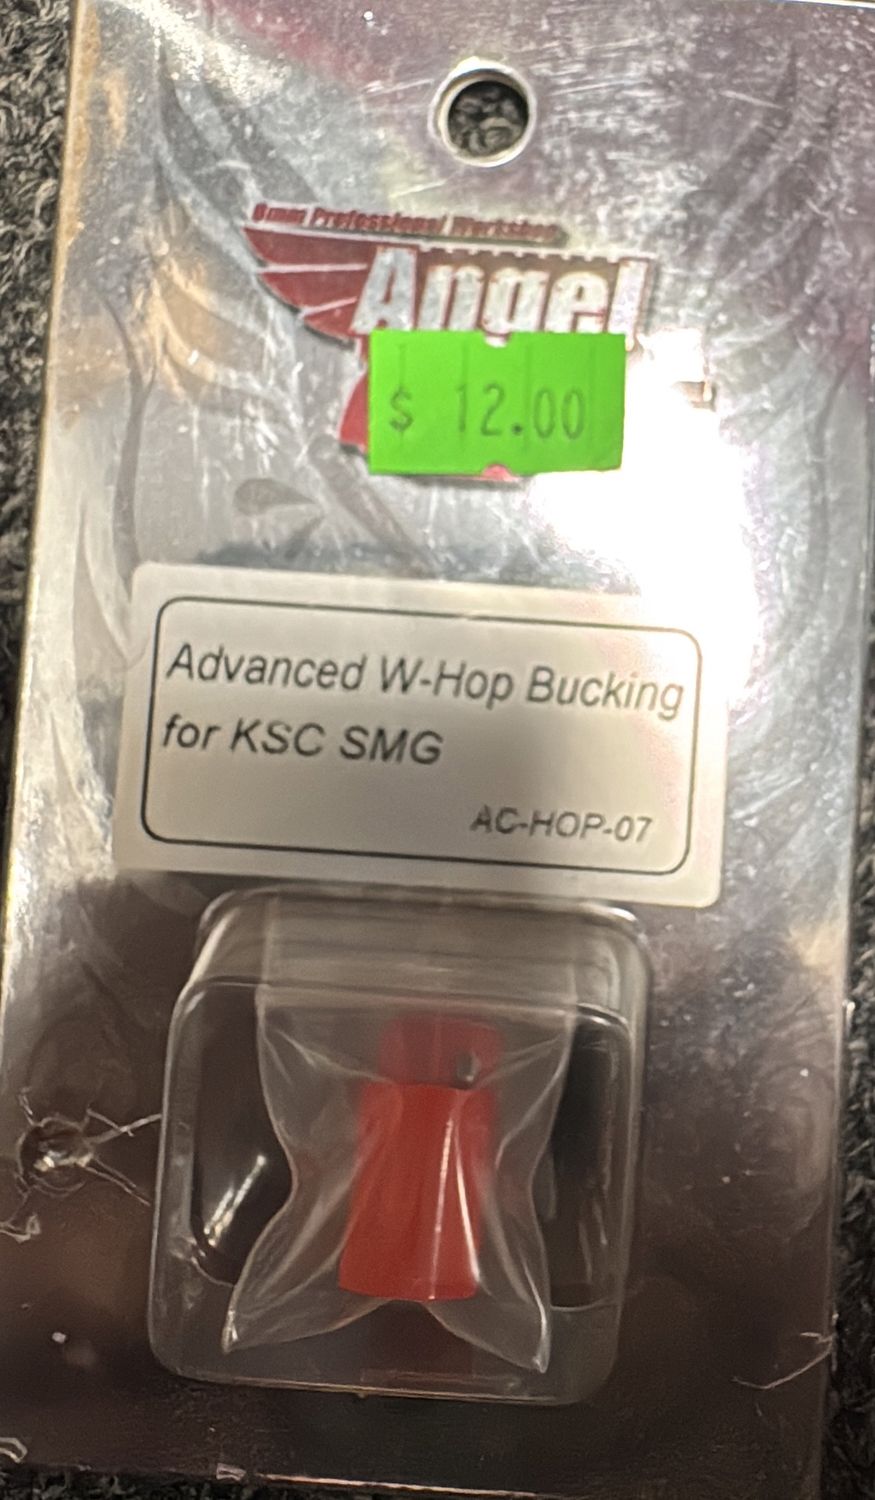 6mm Professional Workshop
Angel
$ 12.00
Advanced W-Hop Bucking
for KSC SMG
AC-HOP-07